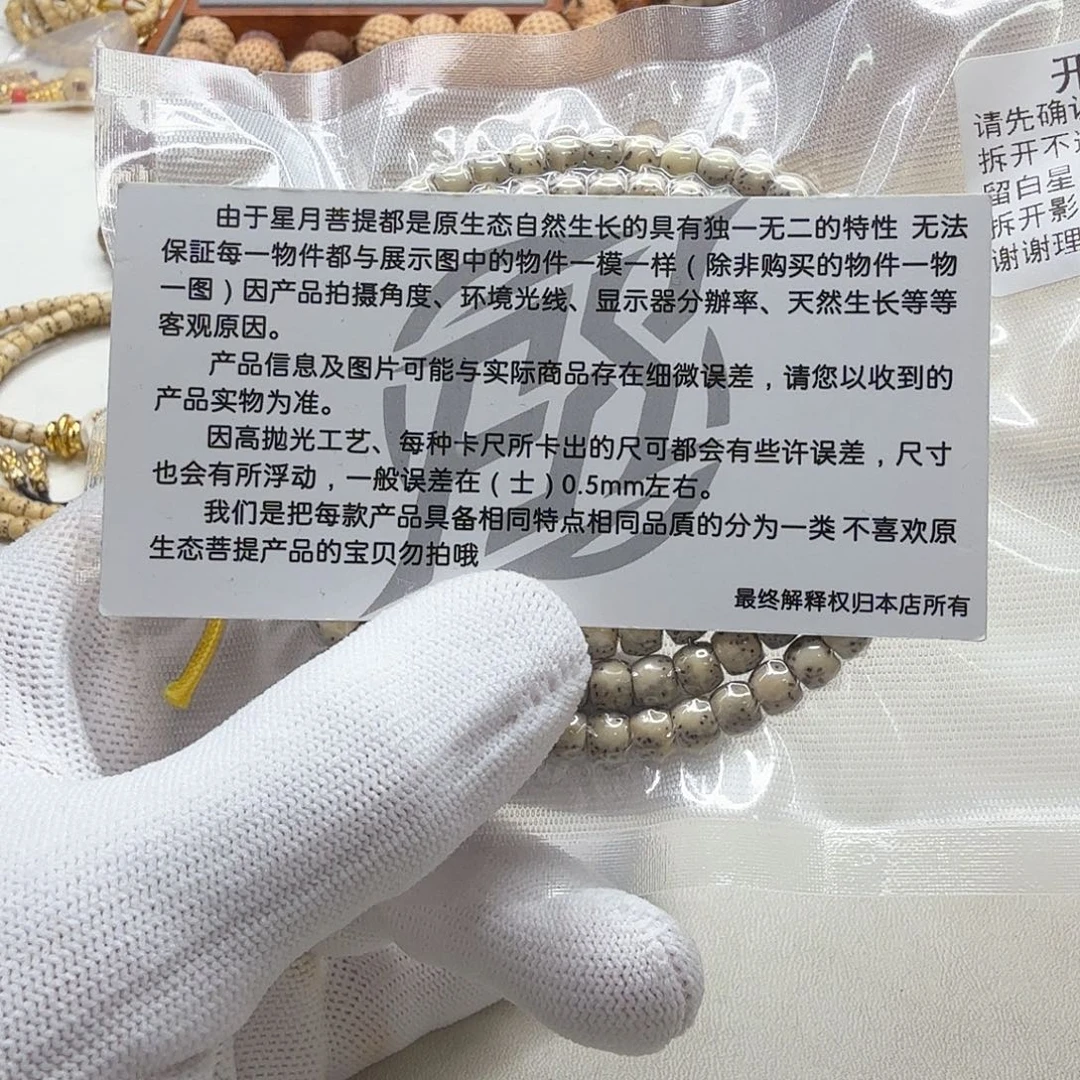 由于星月菩提都是原生态自然生长的具有独一无二的特性 无法
保証每一物件都与展示图中的物件一模一样（除非购买的物件一物
一图）因产品拍摄角度、环境光线、显示器分辦率、天然生长等等
客观原因。
产品信息及图片可能与实际商品存在细微误差，请您以收到的
产品实物为准。
因高抛光工艺、每种卡尺所卡出的尺可都会有些许误差，尺寸
也会有所浮动，一般误差在（士）0.5mm左右。
我们是把每款产品具备相同特点相同品質的分为一类 不喜欢原
生态菩提产品的宝贝勿拍哦
最终解释权归本店所有
开
请先确认
拆开不
留白星
拆开影
谢谢理